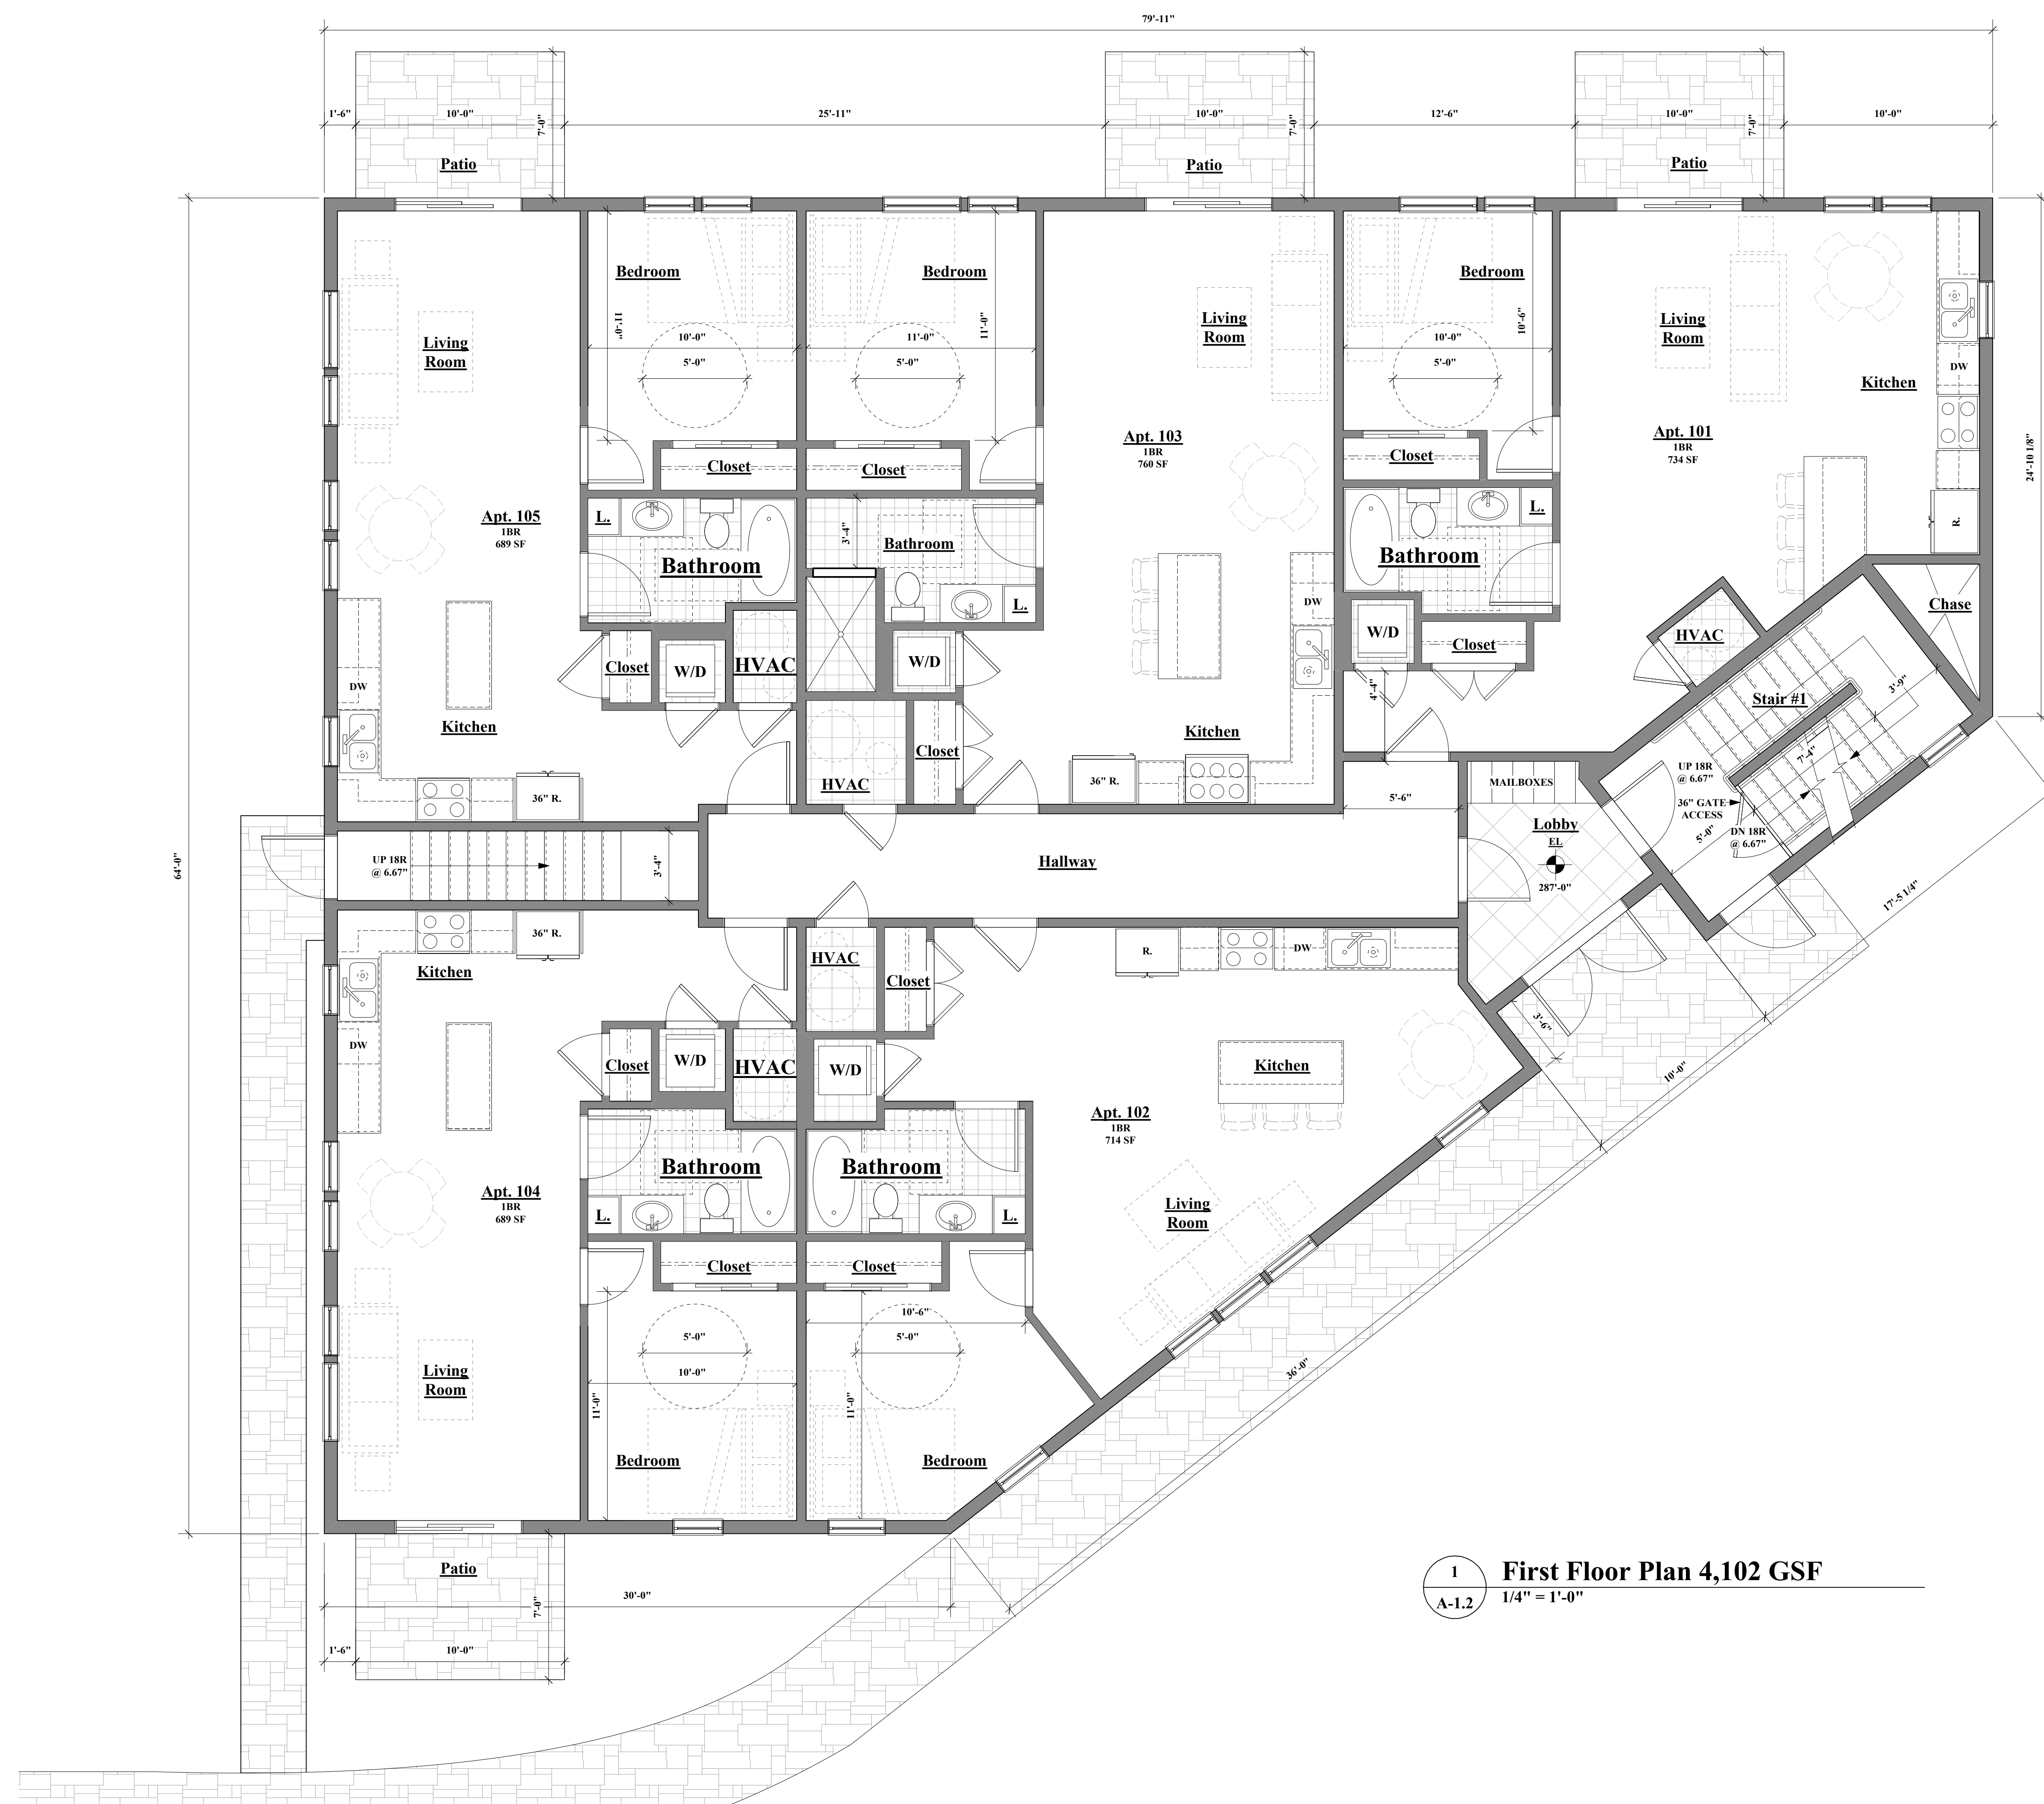 79'-11"
1'-6"
10'-0"
7'-0"
25'-11"
10'-0"
7'-0"
12'-6"
10'-0"
7'-0"
10'-0"
Patio
Patio
Patio
Bedroom
Bedroom
Bedroom
11'-0"
10'-0"
5'-0"
11'-0"
11'-0"
5'-0"
10'-6"
10'-0"
5'-0"
Living
Room
Living
Room
Living
Room
DW
Kitchen
Apt. 103
1BR
760 SF
Apt. 101
1BR
734 SF
24'-10 1/8"
Closet
Closet
Closet
Apt. 105
1BR
689 SF
L.
3'-4"
Bathroom
Bathroom
Bathroom
L.
R.
L.
DW
Chase
W/D
HVAC
Closet
Closet
W/D
HVAC
W/D
DW
4'-4"
3'-9"
Stair #1
Kitchen
Kitchen
Closet
HVAC
36" R.
36" R.
5'-6"
7'-4"
UP 18R
@ 6.67"
MAILBOXES
36" GATE
ACCESS
Lobby
EL
287'-0"
5'-0"
DN 18R
@ 6.67"
64'-0"
UP 18R
@ 6.67"
3'-4"
Hallway
17'-5 1/4"
36" R.
Kitchen
HVAC
Closet
R.
DW
3'-6"
DW
Closet
W/D
HVAC
W/D
Kitchen
10'-0"
Apt. 102
1BR
714 SF
Bathroom
Bathroom
Apt. 104
1BR
689 SF
L.
L.
Living
Room
Closet
Closet
10'-6"
5'-0"
5'-0"
10'-0"
Living
Room
36'-0"
11'-0"
11'-0"
Bedroom
Bedroom
Patio
30'-0"
7'-0"
1'-6"
10'-0"
1
A-1.2
First Floor Plan 4,102 GSF
1/4" = 1'-0"